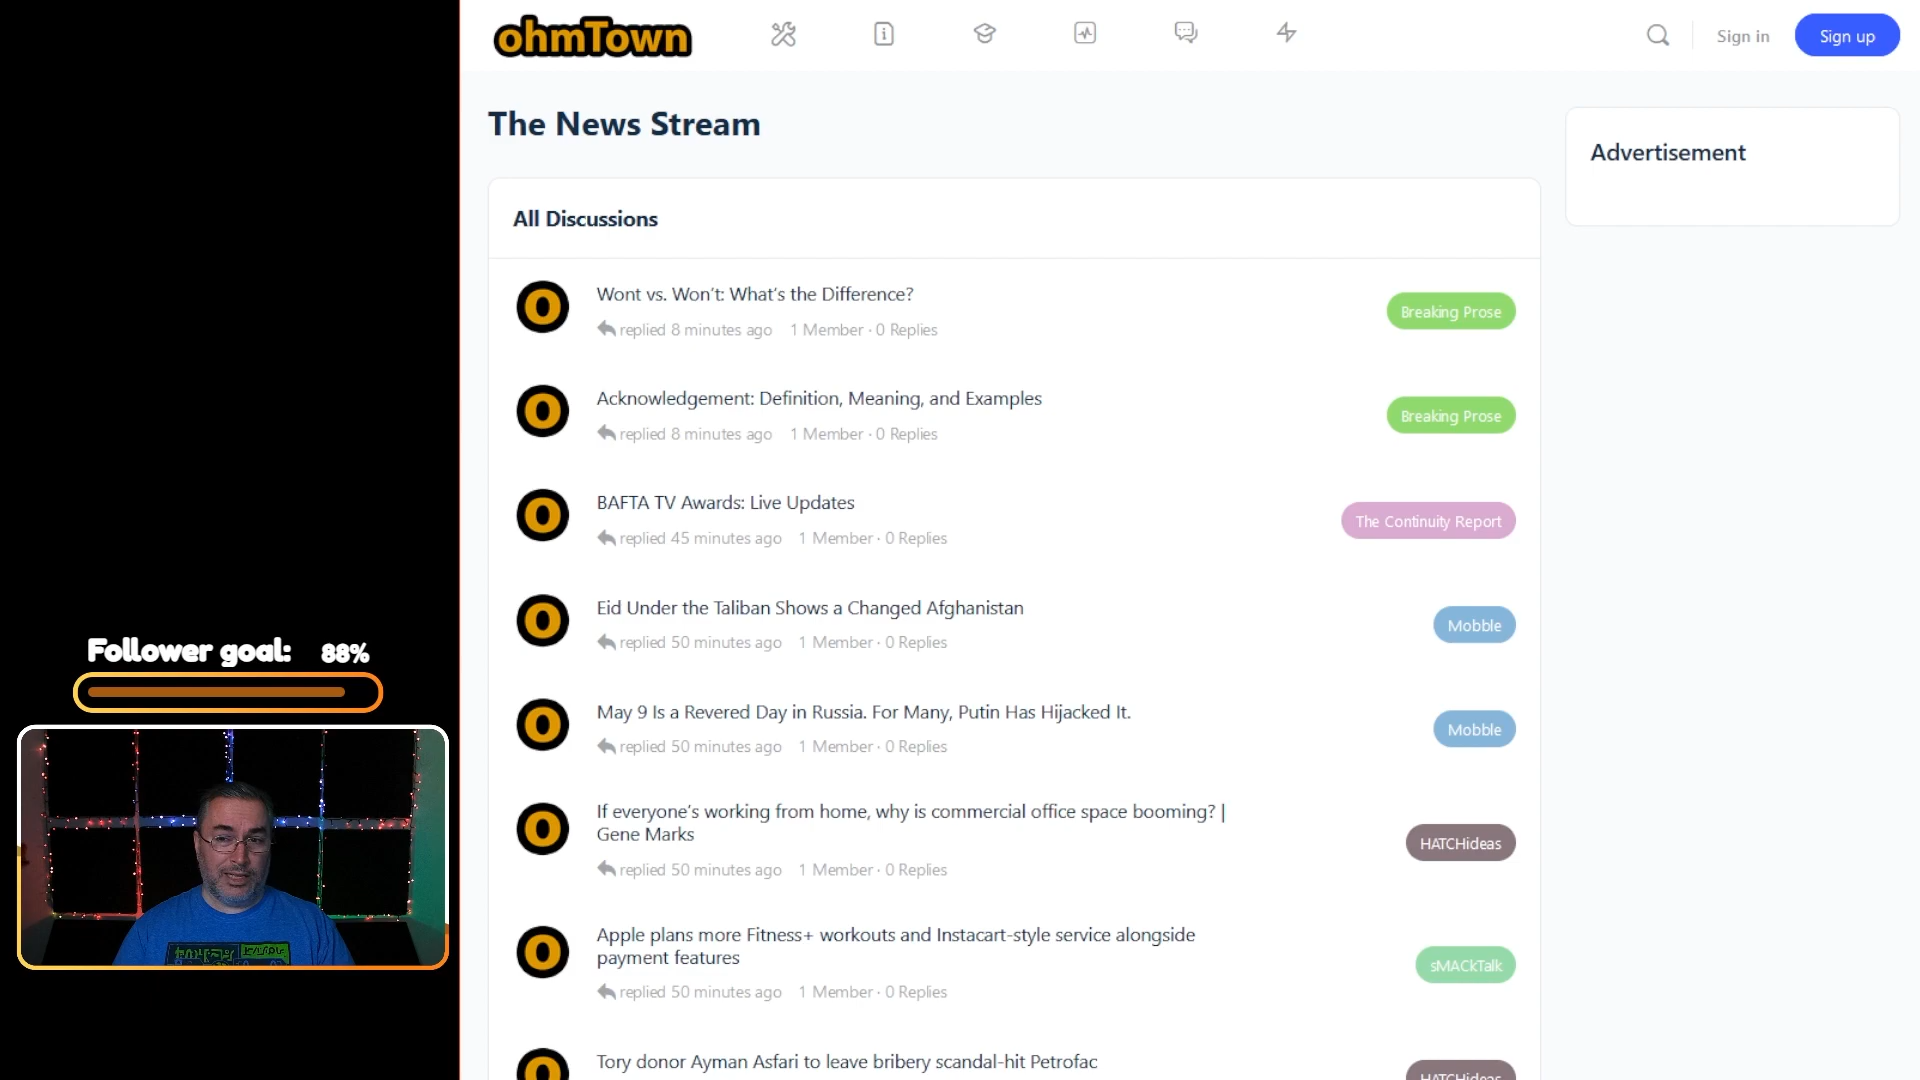 ohmTown
Sign in
Sign up
The News Stream
Advertisement
All Discussions
Wont vs. Won't: What's the Difference?
replied 8 minutes ago 1 Member · 0 Replies
Breaking Prose
Acknowledgement: Definition, Meaning, and Examples
replied 8 minutes ago 1 Member · 0 Replies
Breaking Prose
BAFTA TV Awards: Live Updates
replied 45 minutes ago 1 Member · 0 Replies
The Continuity Report
Eid Under the Taliban Shows a Changed Afghanistan
replied 50 minutes ago 1 Member · 0 Replies
Mobble
May 9 Is a Revered Day in Russia. For Many, Putin Has Hijacked It.
replied 50 minutes ago 1 Member · 0 Replies
Mobble
If everyone's working from home, why is commercial office space booming? |
Gene Marks
replied 50 minutes ago 1 Member · 0 Replies
HATCHideas
Apple plans more Fitness+ workouts and Instacart-style service alongside
payment features
replied 50 minutes ago 1 Member · 0 Replies
sMACkTalk
Tory donor Ayman Asfari to leave bribery scandal-hit Petrofac
HATCHideas
Follower goal: 88%